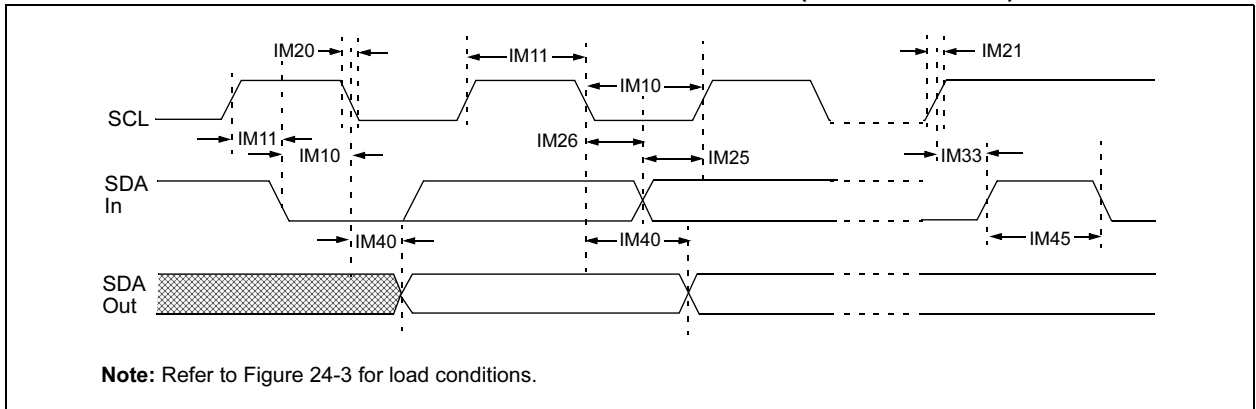 IM20
IM11
IM10
IM21
SCL
IM11
IM10
IM26
IM25
IM33
SDA
In
IM40
IM40
IM45
SDA
Out
Note: Refer to Figure 24-3 for load conditions.